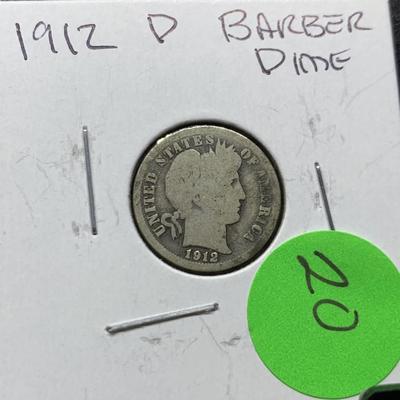 1912 D BARBER
DIME
UNITED STATES OF AMERICA
1912
20